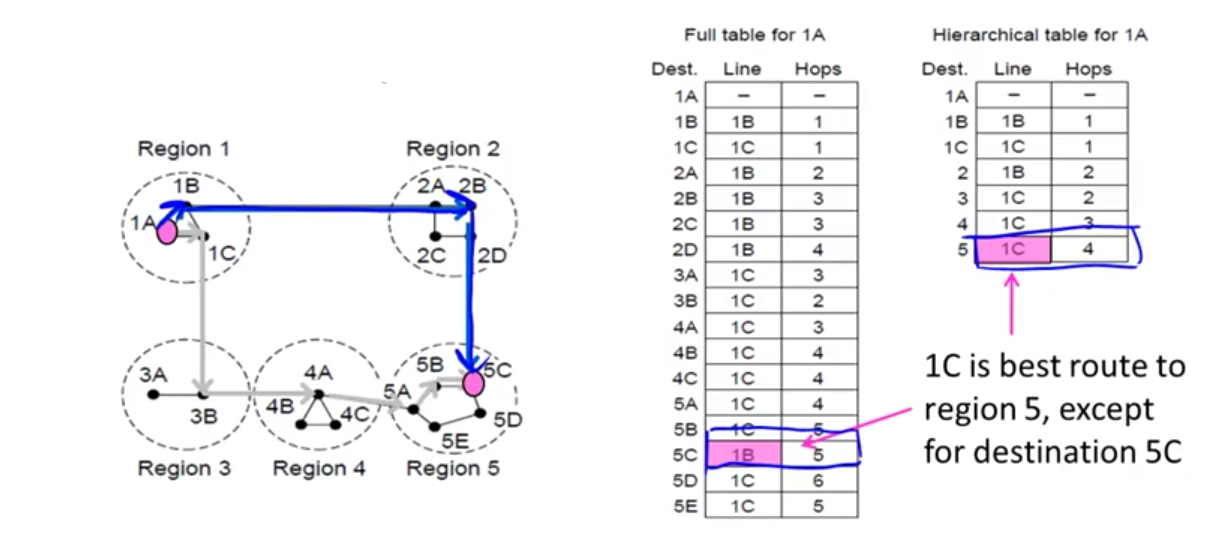 Region 1
Region 2
1B
2A 2B
1A
1C
2C 2D
3A
3B
4A
4B
4C
5A
5B
5C
5D
5E
Region 3
Region 4
Region 5
Full table for 1A
Dest. Line Hops
1A – –
1B 1B 1
1C 1C 1
2A 1B 2
2B 1B 3
2C 1B 3
2D 1B 4
3A 1C 3
3B 1C 2
4A 1C 3
4B 1C 4
4C 1C 4
5A 1C 4
5B 1C 5
5C 1B 5
5D 1C 6
5E 1C 5
Hierarchical table for 1A
Dest. Line Hops
1A – –
1B 1B 1
1C 1C 1
2 1B 2
3 1C 2
4 1C 3
5 1C 4
1C is best route to
region 5, except
for destination 5C